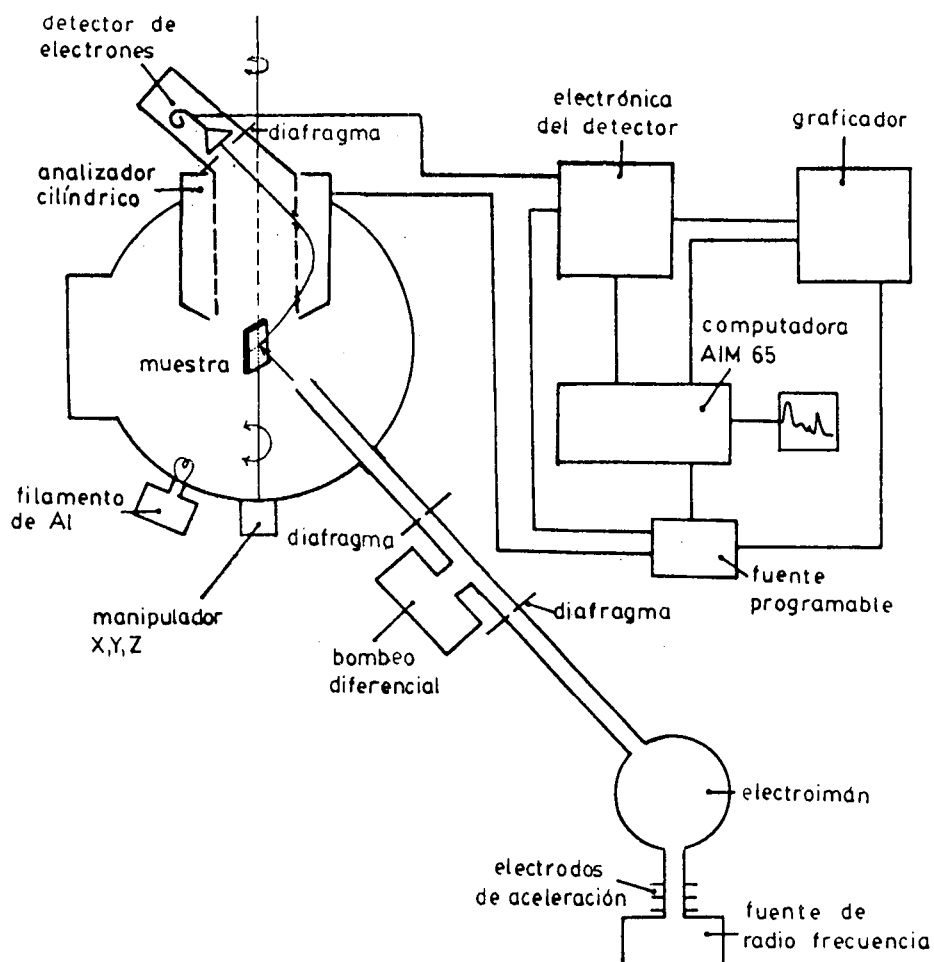 detector de
electrones
diafragma
electrónica
del detector
graficador
analizador
cilíndrico
computadora
AIM 65
muestra
filamento
de Al
diafragma
fuente
programable
diafragma
manipulador
X,Y,Z
bombeo
diferencial
electroimán
electrodos
de aceleración
fuente de
radio frecuencia